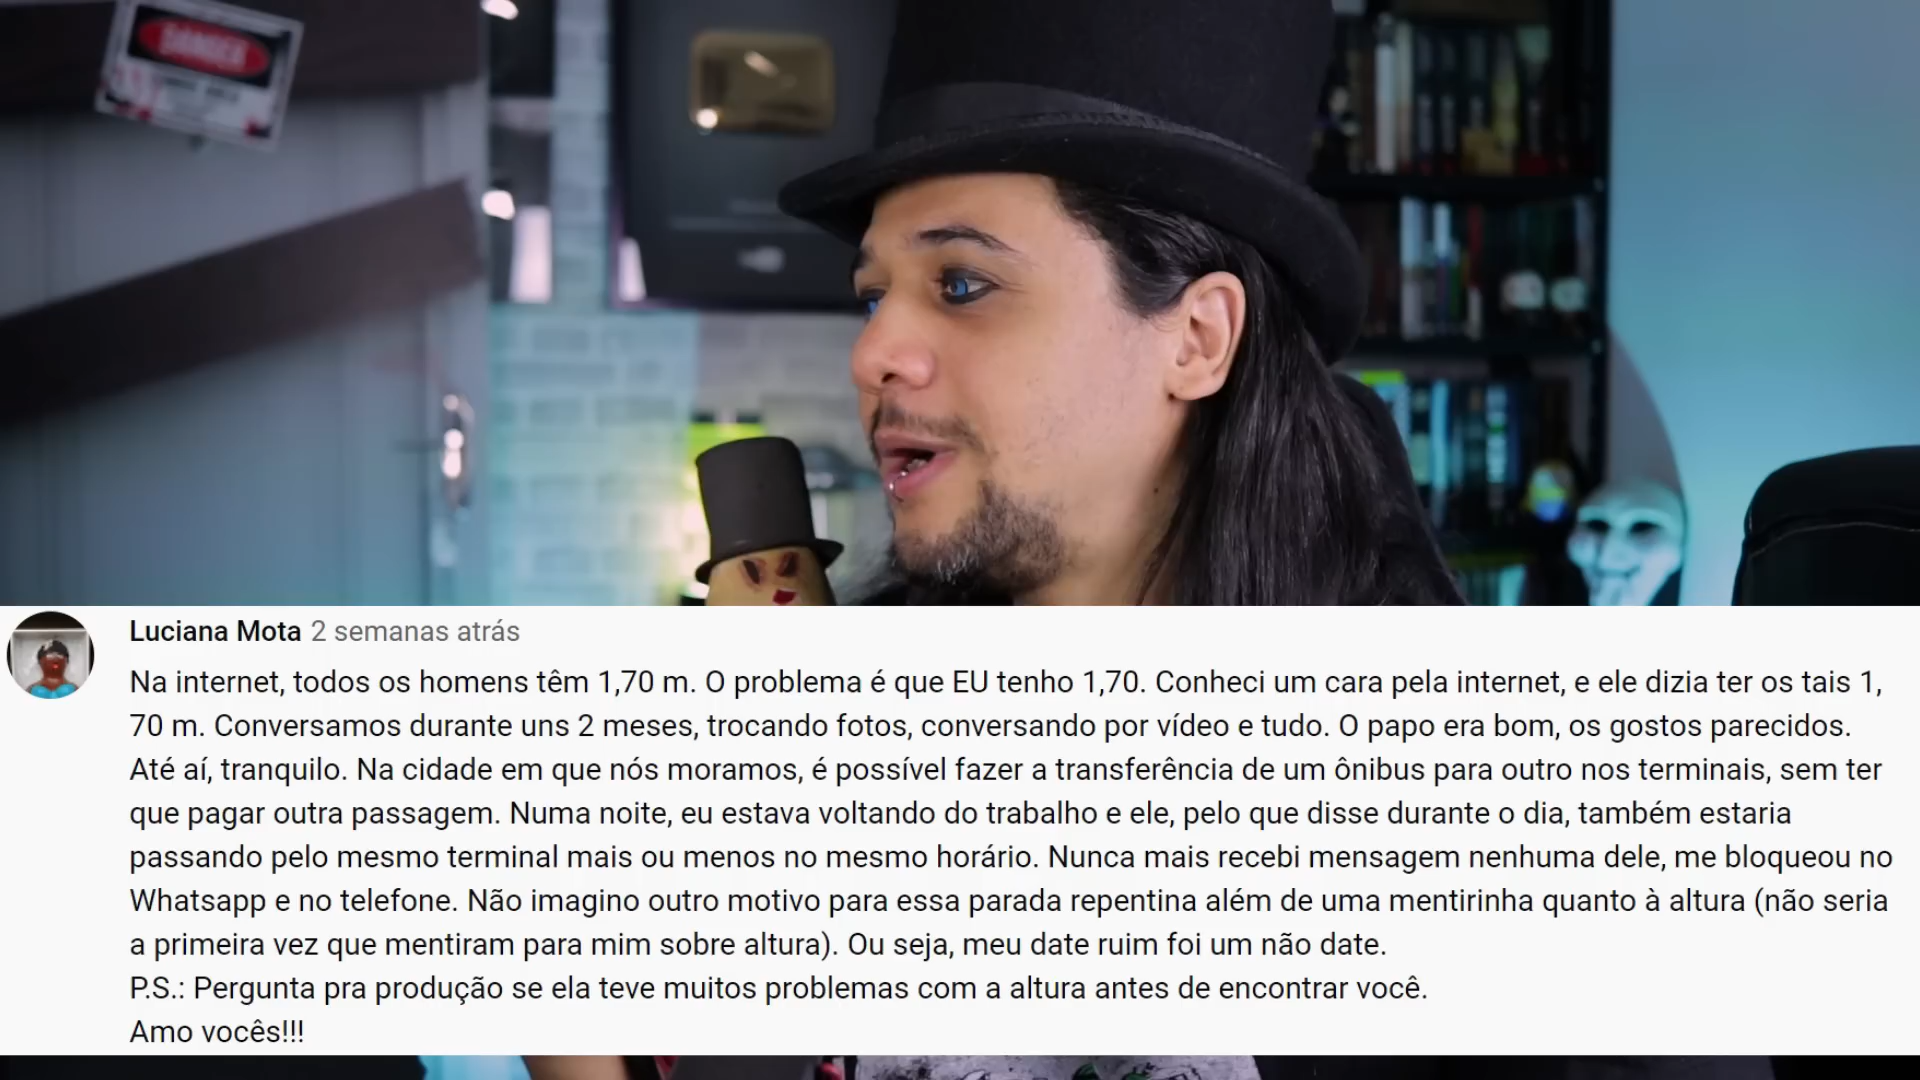 DANGER
Luciana Mota 2 semanas atrás
Na internet, todos os homens têm 1,70 m. O problema é que EU tenho 1,70. Conheci um cara pela internet, e ele dizia ter os tais 1,
70 m. Conversamos durante uns 2 meses, trocando fotos, conversando por vídeo e tudo. O papo era bom, os gostos parecidos.
Até aí, tranquilo. Na cidade em que nós moramos, é possível fazer a transferência de um ônibus para outro nos terminais, sem ter
que pagar outra passagem. Numa noite, eu estava voltando do trabalho e ele, pelo que disse durante o dia, também estaria
passando pelo mesmo terminal mais ou menos no mesmo horário. Nunca mais recebi mensagem nenhuma dele, me bloqueou no
Whatsapp e no telefone. Não imagino outro motivo para essa parada repentina além de uma mentirinha quanto à altura (não seria
a primeira vez que mentiram para mim sobre altura). Ou seja, meu date ruim foi um não date.
P.S.: Pergunta pra produção se ela teve muitos problemas com a altura antes de encontrar você.
Amo vocês!!!